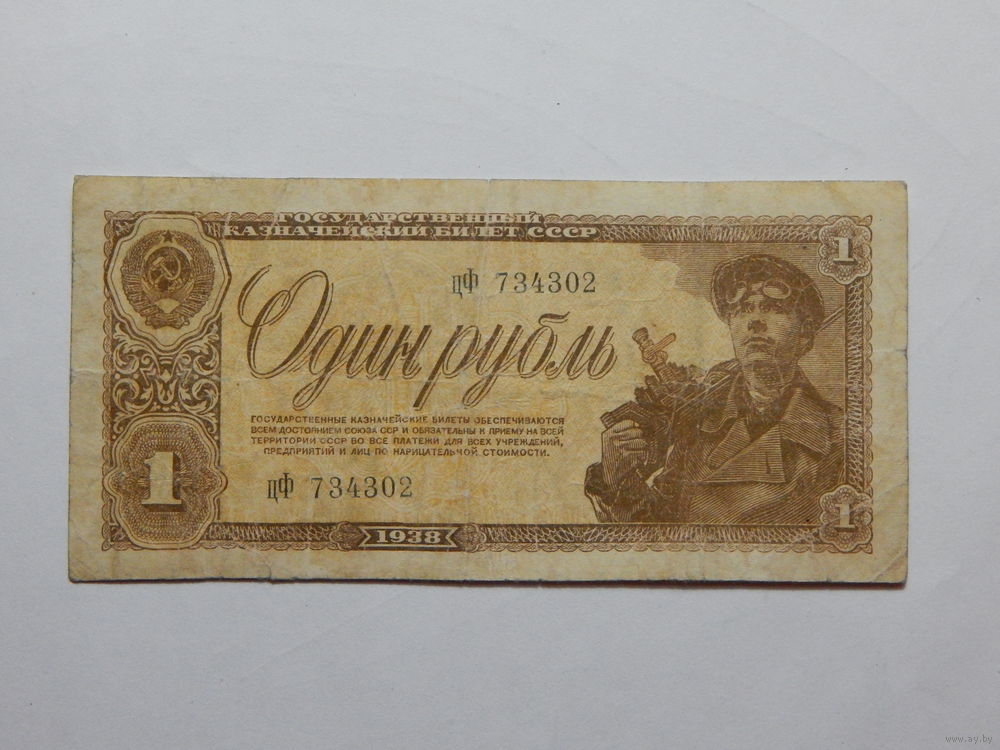 ГОСУДАРСТВЕННЫЙ
КАЗНАЧЕЙСКИЙ БИЛЕТ СССР
1
цФ 734302
Один рубль
ГОСУДАРСТВЕННЫЕ КАЗНАЧЕЙСКИЕ БИЛЕТЫ ОБЕСПЕЧИВАЮТСЯ
ВСЕМ ДОСТОЯНИЕМ СОЮЗА ССР И ОБЯЗАТЕЛЬНЫ К ПРИЕМУ НА ВСЕЙ
ТЕРРИТОРИИ СССР ВО ВСЕ ПЛАТЕЖИ ДЛЯ ВСЕХ УЧРЕЖДЕНИЙ,
ПРЕДПРИЯТИЙ И ЛИЦ ПО НАРИЦАТЕЛЬНОЙ СТОИМОСТИ.
1
цФ 734302
1
1938
www.ay.by